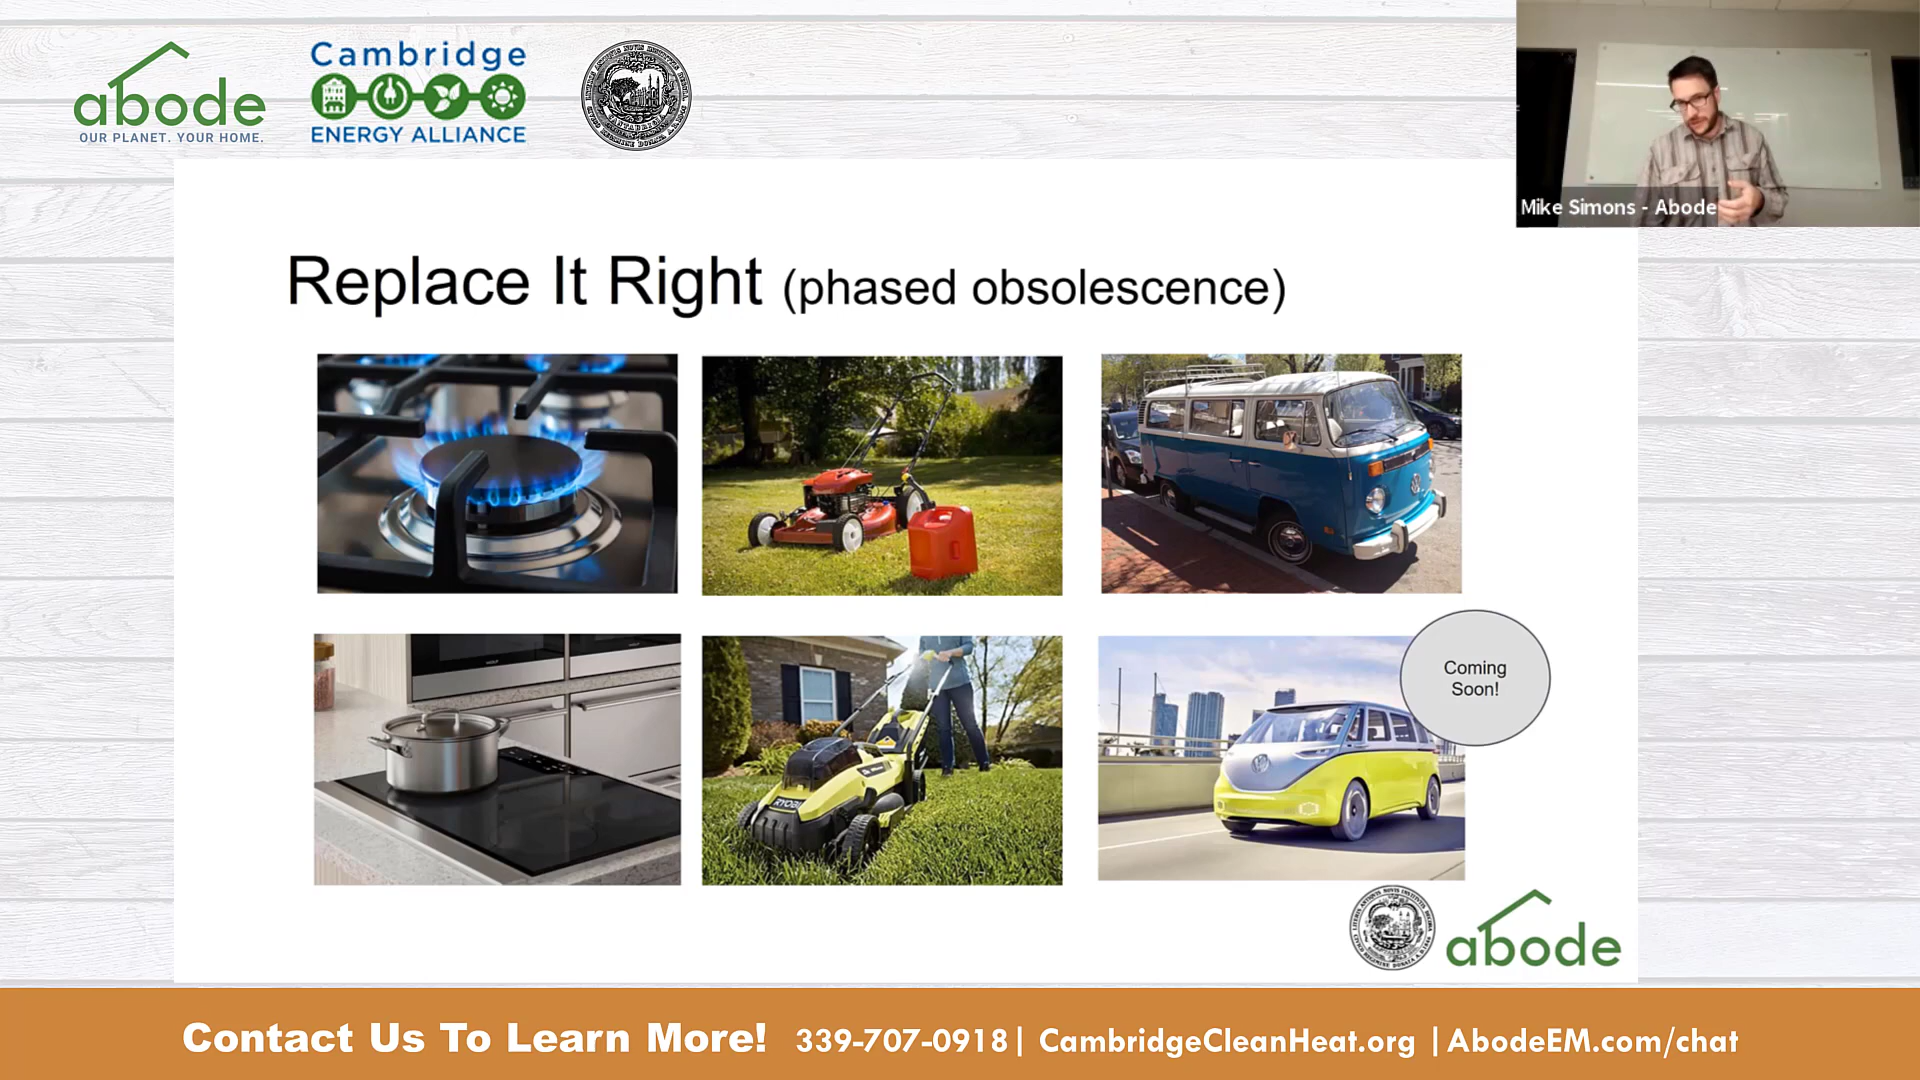 abode
OUR PLANET. YOUR HOME.
Cambridge
ENERGY ALLIANCE
Mike Simons - Abode
Replace It Right (phased obsolescence)
RYOBI
Coming
Soon!
abode
Contact Us To Learn More! 339-707-0918| CambridgeCleanHeat.org |AbodeEM.com/chat